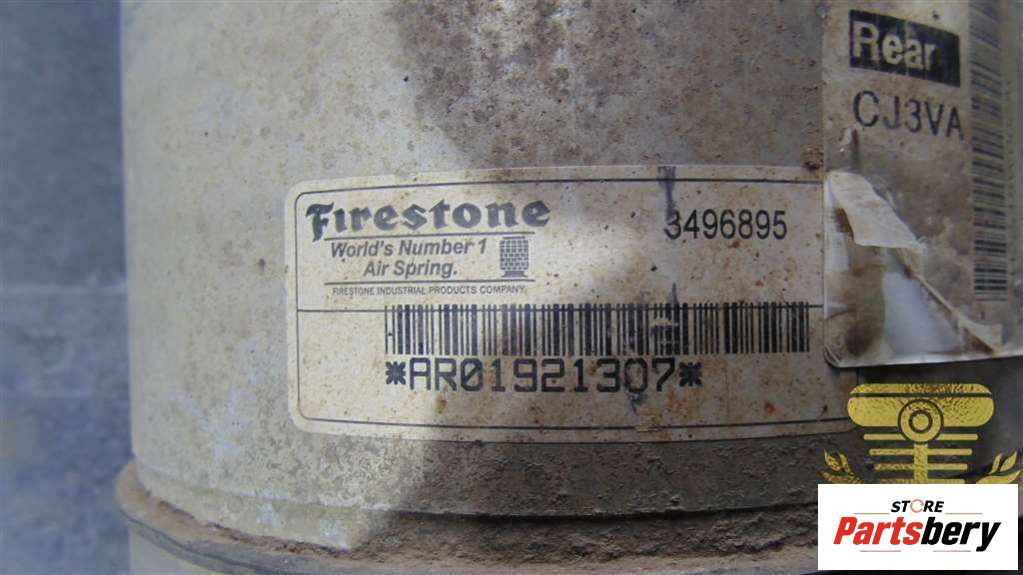 Rear
CJ3VA
Firestone
World's Number 1
Air Spring.
FIRESTONE INDUSTRIAL PRODUCTS COMPANY
3496895
*AR01921307*
STORE
Partsbery